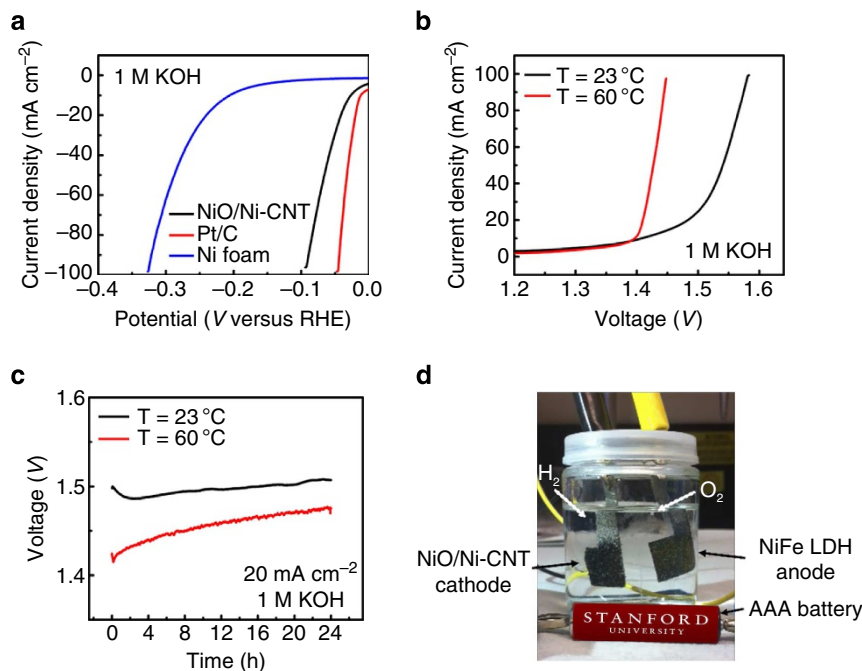 a
Current density (mA cm⁻²)
0
−20
−40
−60
−80
−100
1 M KOH
NiO/Ni-CNT
Pt/C
Ni foam
−0.4 −0.3 −0.2 −0.1 0.0
Potential (V versus RHE)
b
Current density (mA cm⁻²)
100
80
60
40
20
0
T = 23 °C
T = 60 °C
1 M KOH
1.2 1.3 1.4 1.5 1.6
Voltage (V)
c
Voltage (V)
1.6
1.5
1.4
T = 23 °C
T = 60 °C
20 mA cm⁻²
1 M KOH
0 4 8 12 16 20 24
Time (h)
d
H₂
O₂
NiO/Ni-CNT
cathode
NiFe LDH
anode
AAA battery
STANFORD
UNIVERSITY